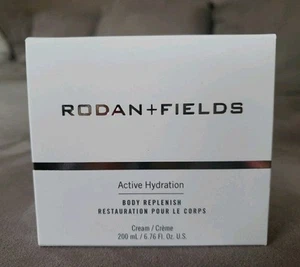 RODAN+FIELDS
Active Hydration
BODY REPLENISH
RESTAURATION POUR LE CORPS
Cream / Crème
200 mL / 6.76 Fl. Oz. U.S.